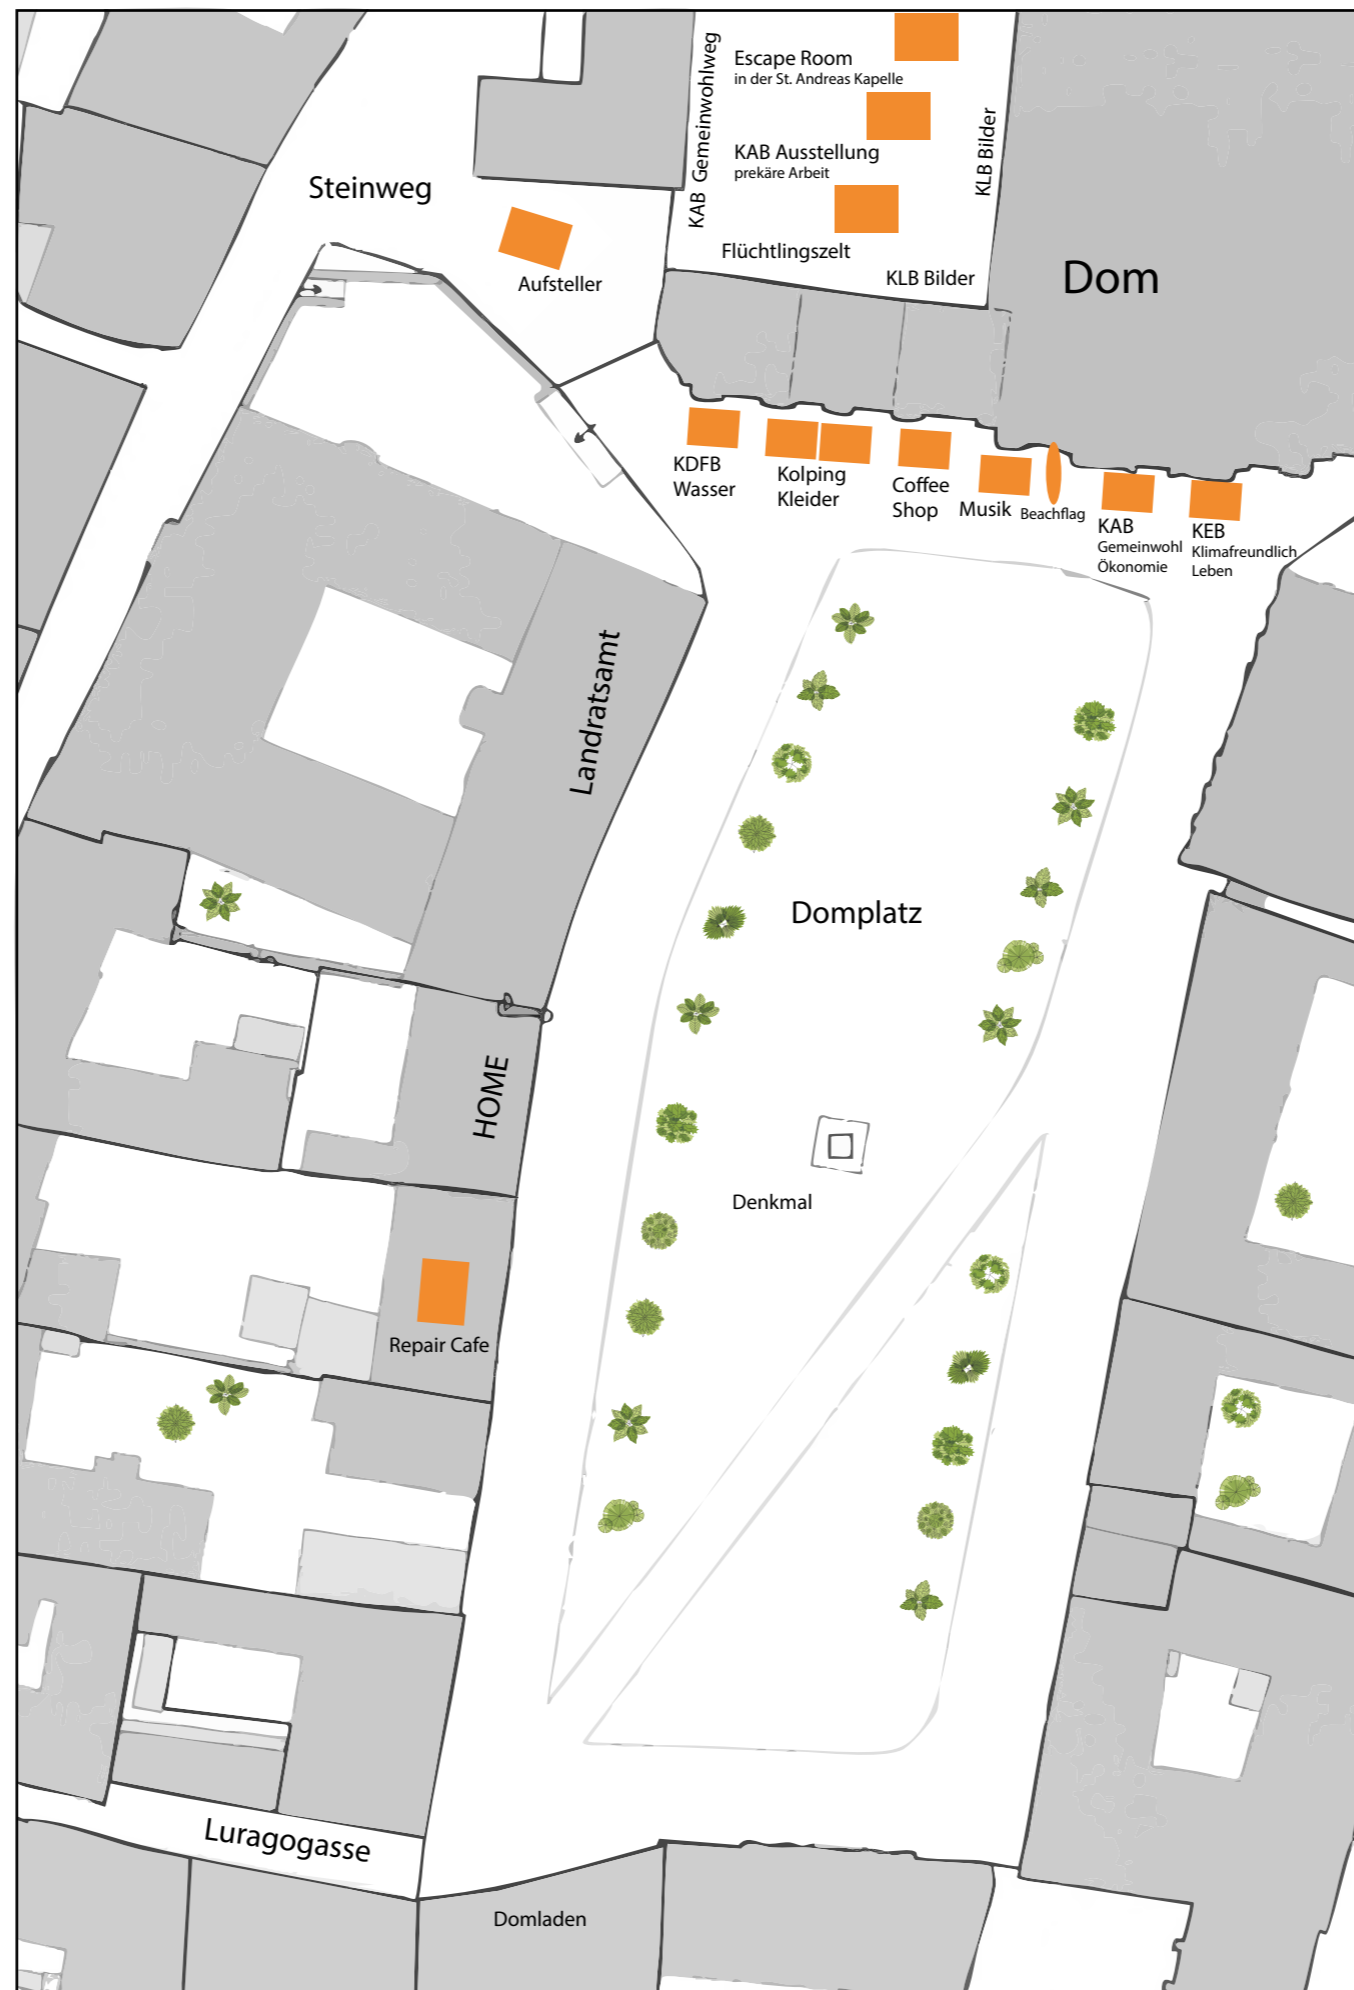 Escape Room
in der St. Andreas Kapelle
KAB Gemeinwohlweg
KAB Ausstellung
prekäre Arbeit
KLB Bilder
Steinweg
Flüchtlingszelt
Aufsteller
KLB Bilder
Dom
KDFB
Wasser
Kolping
Kleider
Coffee
Shop
Musik
Beachflag
KAB
Gemeinwohl
Ökonomie
KEB
Klimafreundlich
Leben
Landratsamt
Domplatz
HOME
Denkmal
Repair Cafe
Luragogasse
Domladen